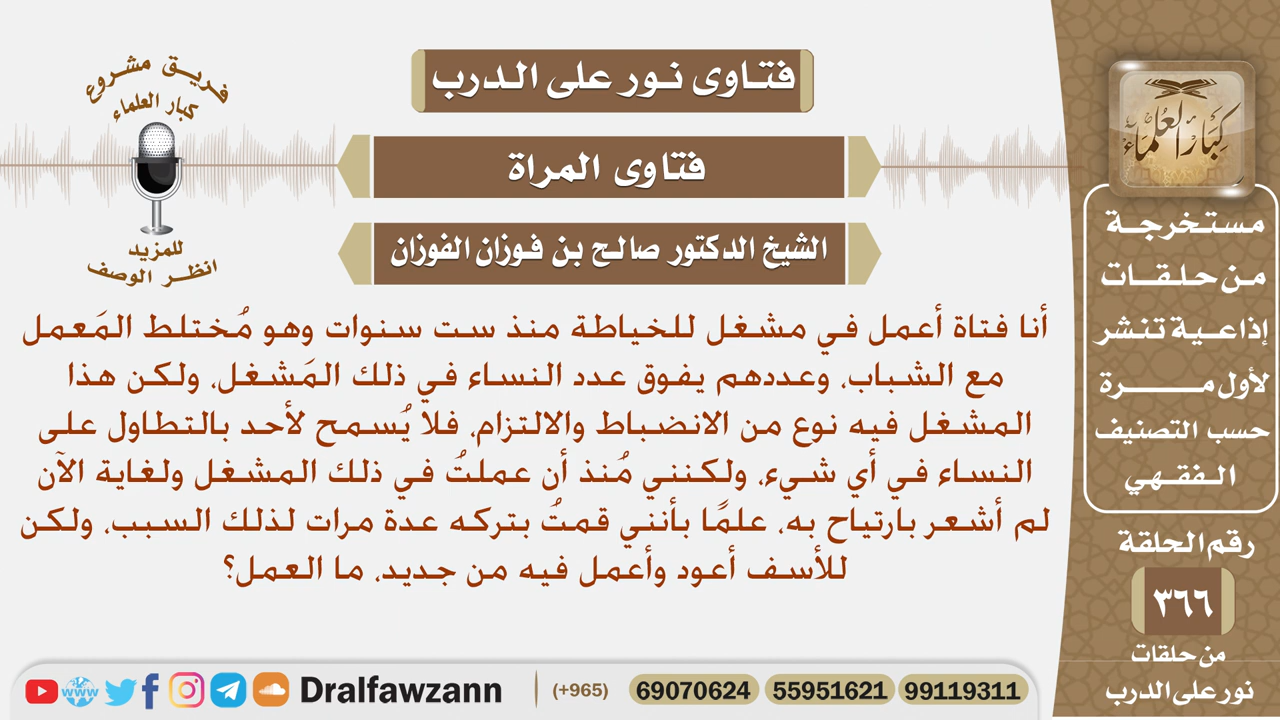 فتاوى نور على الدرب
فتاوى المراة
الشيخ الدكتور صالح بن فوزان الفوزان
فريق مشروع
كبار العلماء
للمزيد
انظر الوصف
أنا فتاة أعمل في مشغل للخياطة منذ ست سنوات وهو مُختلط المَعمل
مع الشباب، وعددهم يفوق عدد النساء في ذلك المَشغل، ولكن هذا
المشغل فيه نوع من الانضباط والالتزام، فلا يُسمح لأحد بالتطاول على
النساء في أي شيء، ولكنني مُنذ أن عملتُ في ذلك المشغل ولغاية الآن
لم أشعر بارتياح به، علمًا بأنني قمتُ بتركه عدة مرات لذلك السبب، ولكن
للأسف أعود وأعمل فيه من جديد، ما العمل؟
كِبَار العُلَمَاء
مستخرجة
من حلقات
إذاعية تنشر
لأول مرة
حسب التصنيف
الفقهي
رقم الحلقة
٣٦٦
من حلقات
نور على الدرب
www
Dralfawzann
(+965)
69070624
55951621
99119311